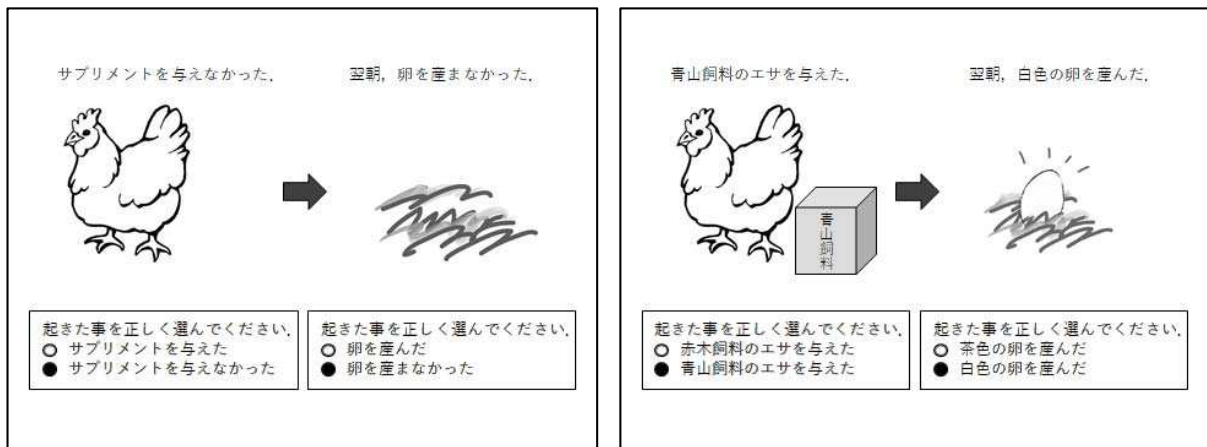 サプリメントを与えなかった.
翌朝, 卵を産まなかった.
起きた事を正しく選んでください.
サプリメントを与えた
サプリメントを与えなかった
起きた事を正しく選んでください.
卵を産んだ
卵を産まなかった
青山飼料のエサを与えた.
翌朝, 白色の卵を産んだ.
青山飼料
起きた事を正しく選んでください.
赤木飼料のエサを与えた
青山飼料のエサを与えた
起きた事を正しく選んでください.
茶色の卵を産んだ
白色の卵を産んだ